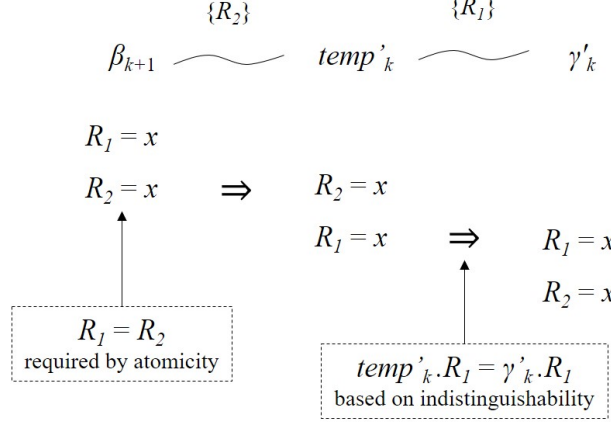 {R₂} {R₁}
βₖ₊₁ temp'ₖ γ'ₖ
R₁ = x
R₂ = x ⇒ R₂ = x
R₁ = x ⇒ R₁ = x
R₂ = x
R₁ = R₂
required by atomicity
temp'ₖ.R₁ = γ'ₖ.R₁
based on indistinguishability